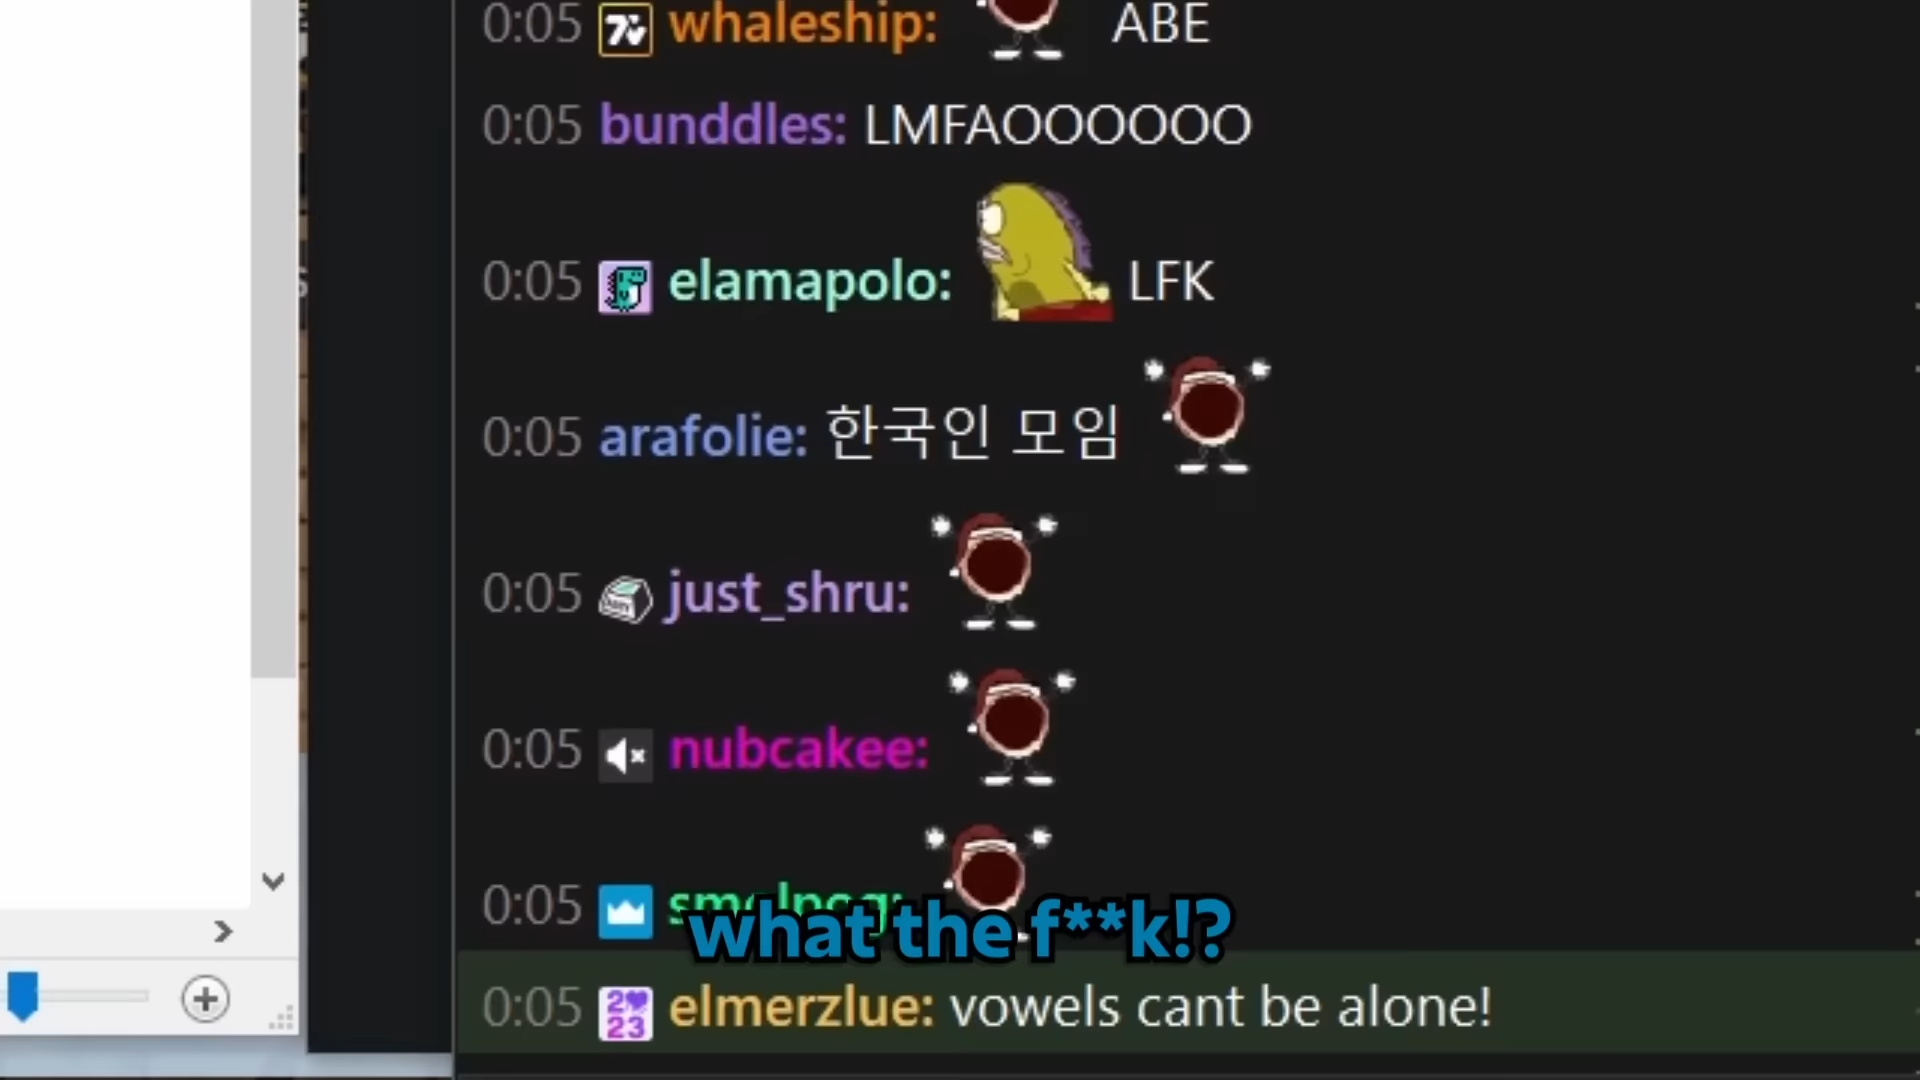 0:05 whaleship: ABE
0:05 bunddles: LMFAOOOOOO
0:05 elamapolo: LFK
0:05 arafolie: 한국인 모임
0:05 just_shru:
0:05 nubcakee:
0:05
what the f**k!?
0:05 2023 elmerzlue: vowels cant be alone!